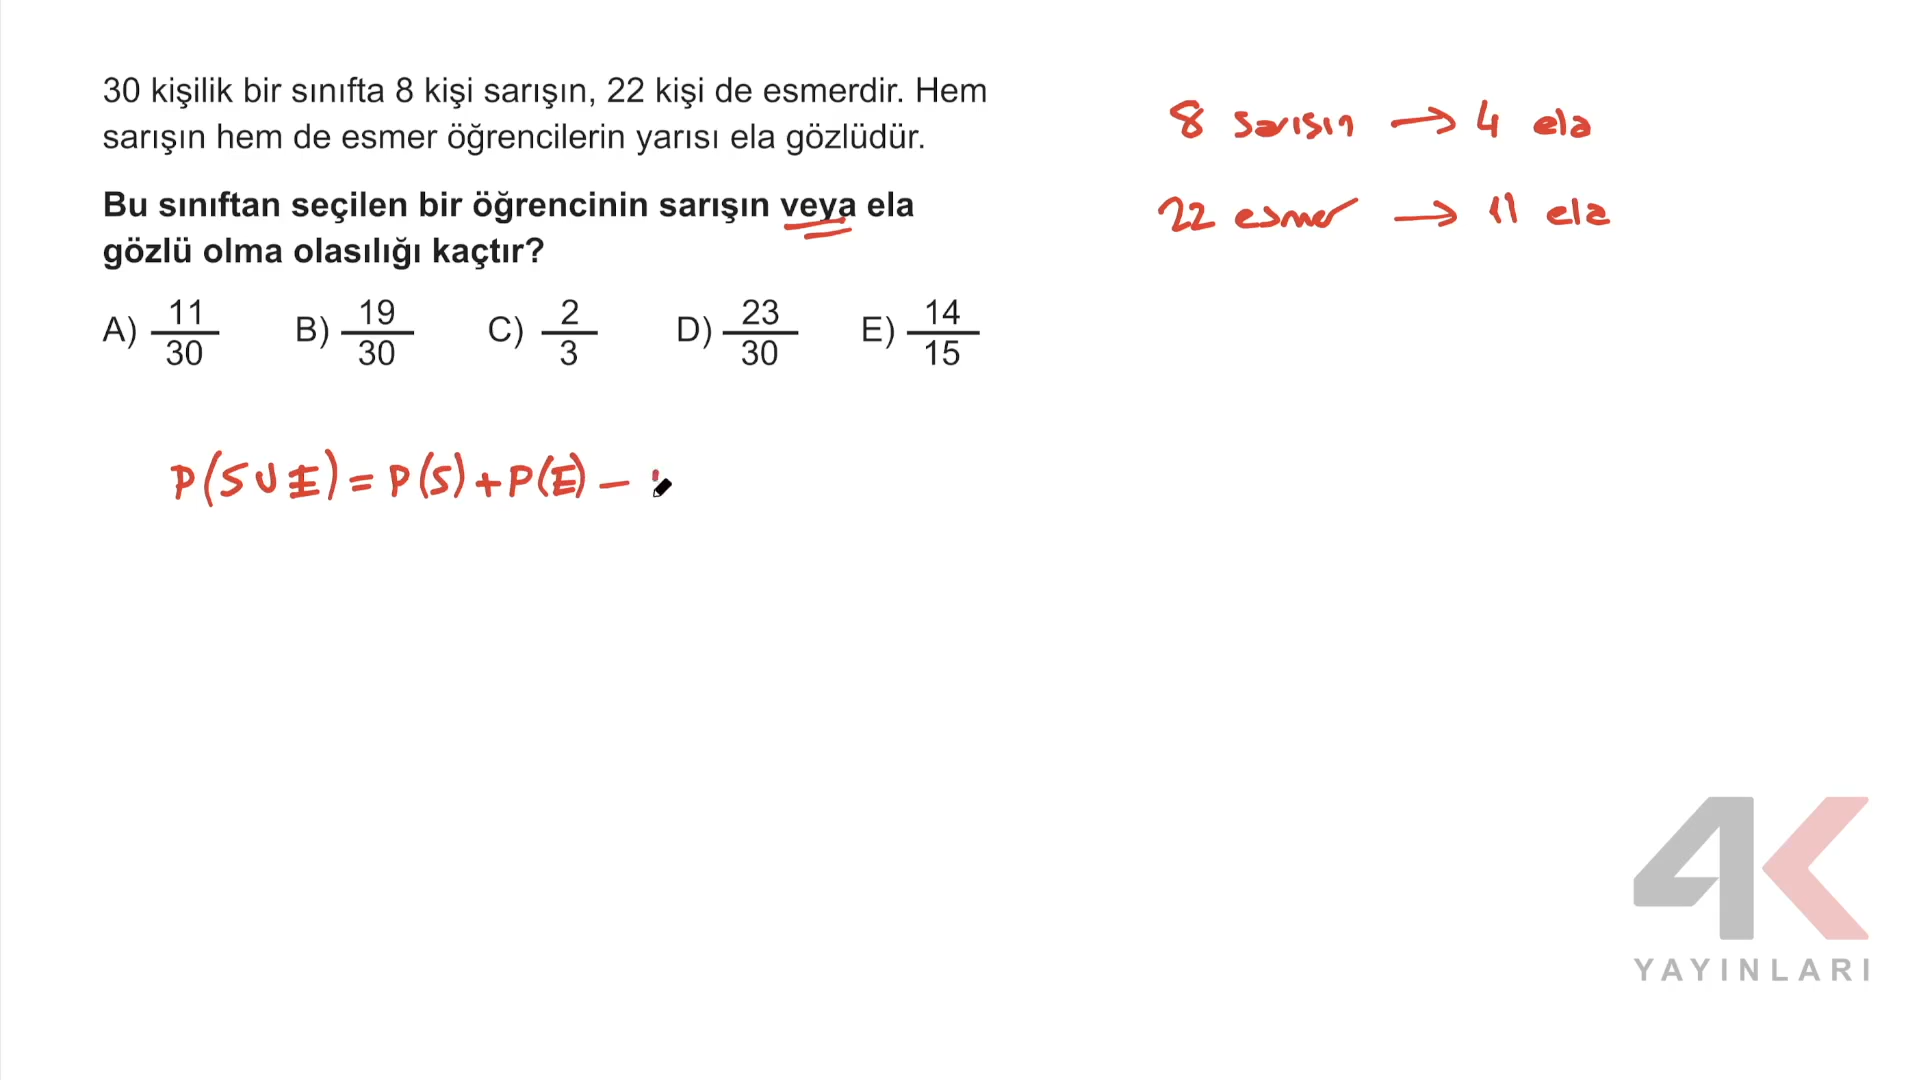 30 kişilik bir sınıfta 8 kişi sarışın, 22 kişi de esmerdir. Hem
sarışın hem de esmer öğrencilerin yarısı ela gözlüdür.
Bu sınıftan seçilen bir öğrencinin sarışın veya ela
gözlü olma olasılığı kaçtır?
A) 11/30 B) 19/30 C) 2/3 D) 23/30 E) 14/15
8 sarışın → 4 ela
22 esmer → 11 ela
P(S∪E) = P(S) + P(E) −
4K
YAYINLARI